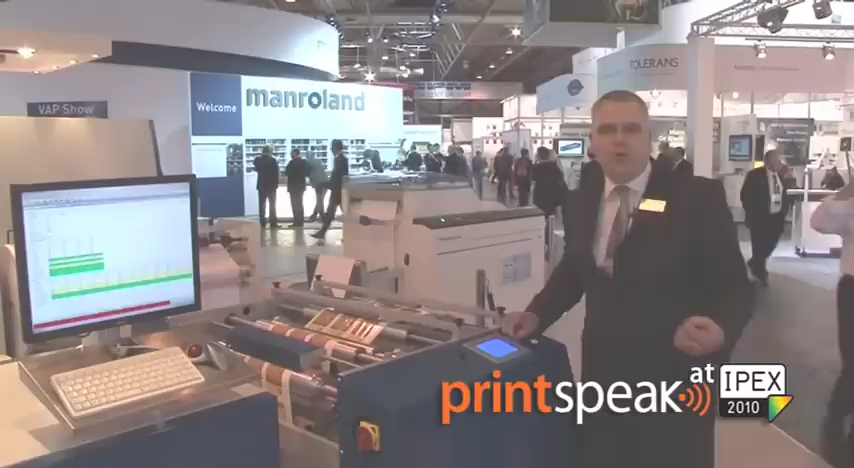 TOLERANS
manroland
Welcome
VAP Show
printspeak at IPEX
2010